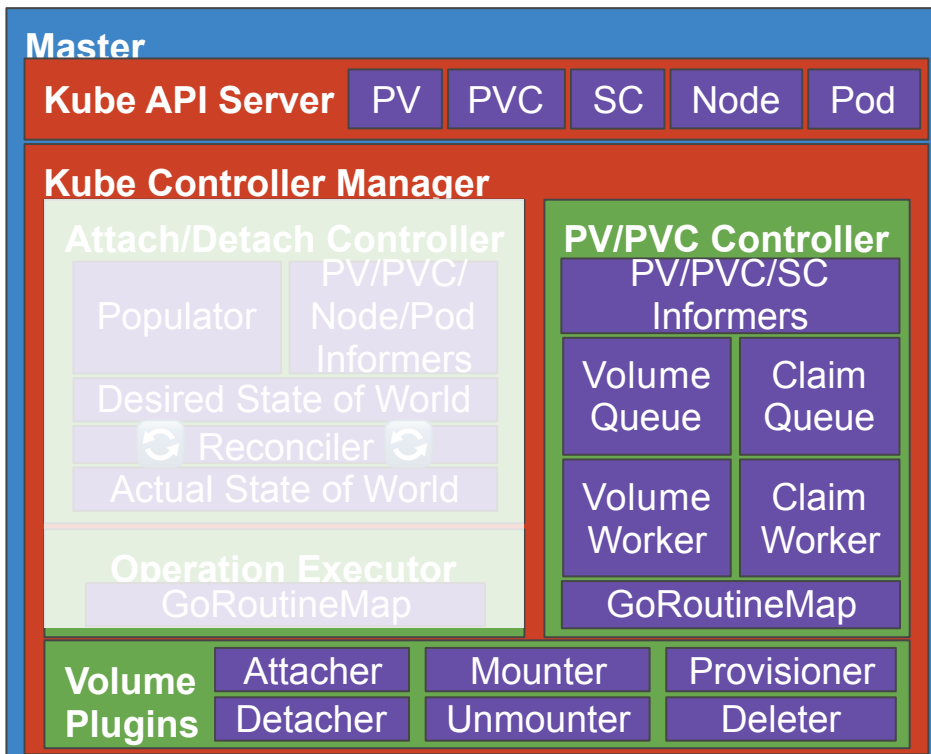 Master
Kube API Server PV PVC SC Node Pod
Kube Controller Manager
Attach/Detach Controller
Populator
PV/PVC/
Node/Pod
Informers
Desired State of World
Reconciler
Actual State of World
Operation Executor
GoRoutineMap
PV/PVC Controller
PV/PVC/SC
Informers
Volume
Queue
Claim
Queue
Volume
Worker
Claim
Worker
GoRoutineMap
Volume
Plugins
Attacher
Mounter
Provisioner
Detacher
Unmounter
Deleter